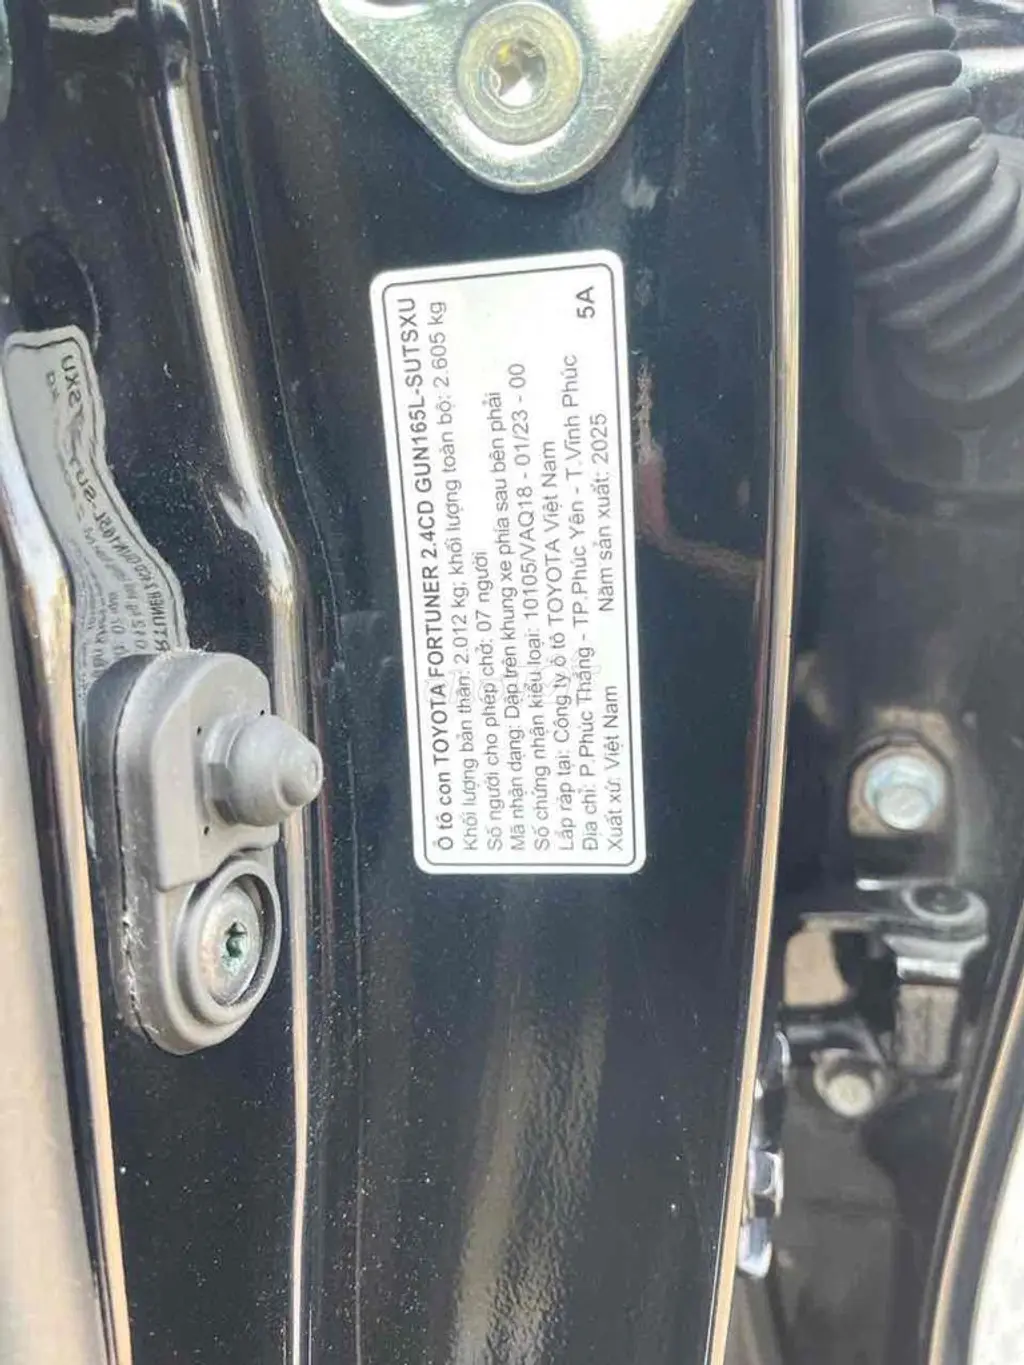 Ô tô con TOYOTA FORTUNER 2.4CD GUN165L-SUTSXU
Khối lượng bản thân: 2.012 kg; khối lượng toàn bộ: 2.605 kg
Số người cho phép chở: 07 người
Mã nhận dạng: Dập trên khung xe phía sau bên phải
Số chứng nhận kiểu loại: 10105/VAQ18 - 01/23 - 00
Lắp ráp tại: Công ty ô tô TOYOTA Việt Nam
Địa chỉ: P.Phúc Thắng - TP.Phúc Yên - T.Vĩnh Phúc 5A
Xuất xứ: Việt Nam Năm sản xuất: 2025